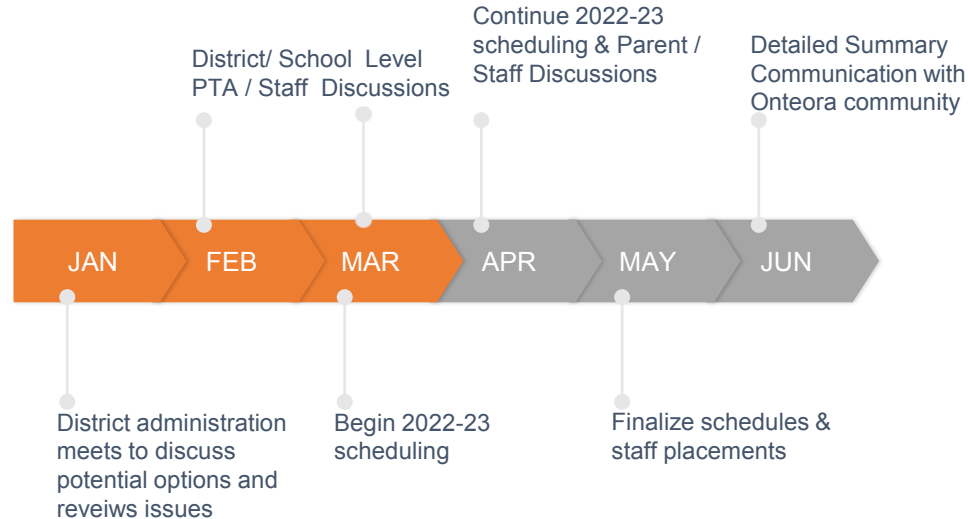 Continue 2022-23
scheduling & Parent /
Staff Discussions
District/ School  Level
PTA / Staff  Discussions
Detailed Summary
Communication with
Onteora community
JAN
FEB
MAR
APR
MAY
JUN
District administration
meets to discuss
potential options and
reveiws issues
Begin 2022-23
scheduling
Finalize schedules &
staff placements